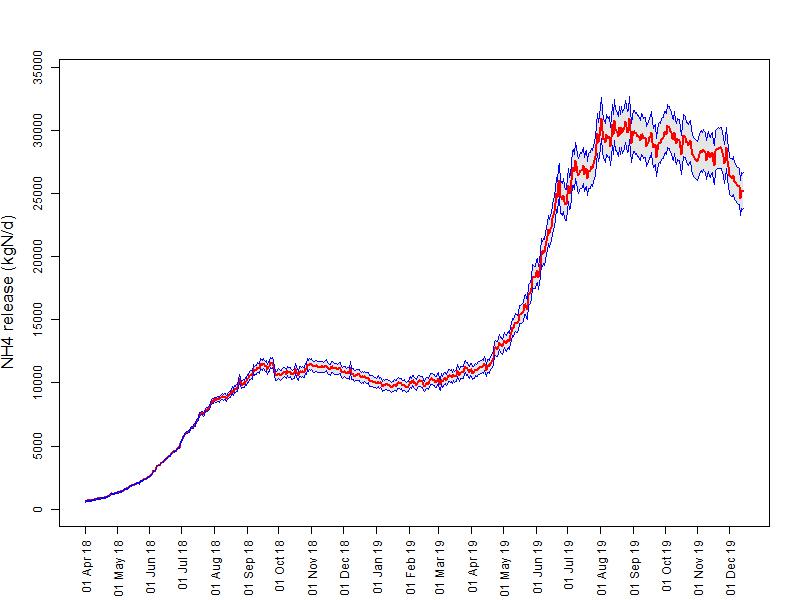 NH4 release (kgN/d)
35000
30000
25000
20000
15000
10000
5000
0
01 Apr 18
01 May 18
01 Jun 18
01 Jul 18
01 Aug 18
01 Sep 18
01 Oct 18
01 Nov 18
01 Dec 18
01 Jan 19
01 Feb 19
01 Mar 19
01 Apr 19
01 May 19
01 Jun 19
01 Jul 19
01 Aug 19
01 Sep 19
01 Oct 19
01 Nov 19
01 Dec 19